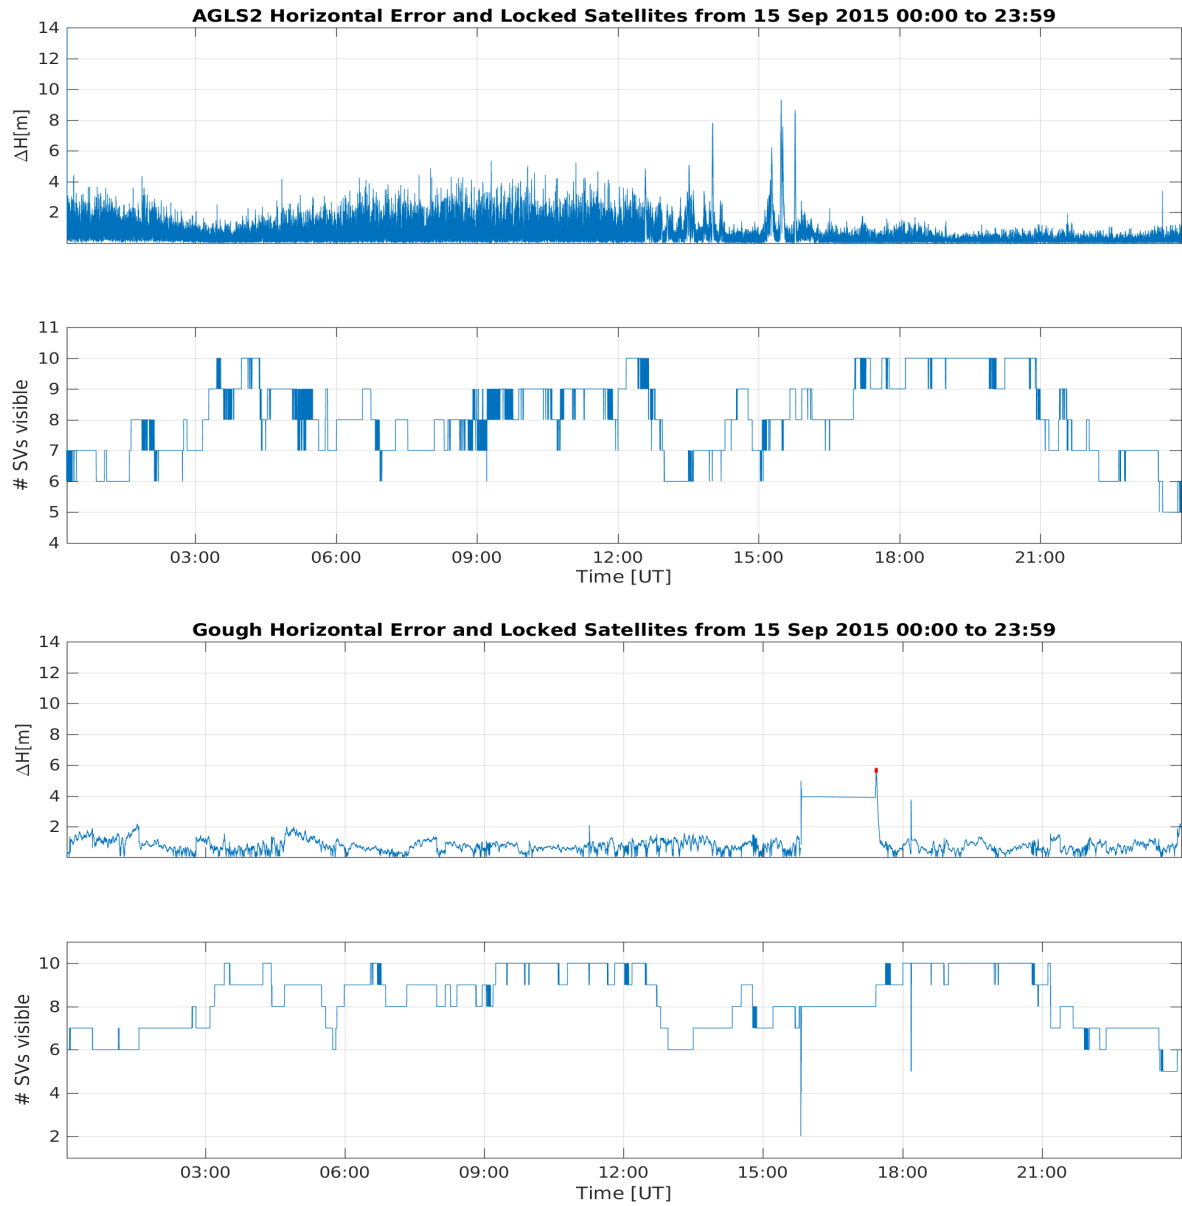 AGLS2 Horizontal Error and Locked Satellites from 15 Sep 2015 00:00 to 23:59
14
12
10
8
6
4
2
ΔH[m]
11
10
9
8
7
6
5
4
# SVs visible
03:00 06:00 09:00 12:00 15:00 18:00 21:00
Time [UT]
Gough Horizontal Error and Locked Satellites from 15 Sep 2015 00:00 to 23:59
14
12
10
8
6
4
2
ΔH[m]
10
8
6
4
2
# SVs visible
03:00 06:00 09:00 12:00 15:00 18:00 21:00
Time [UT]